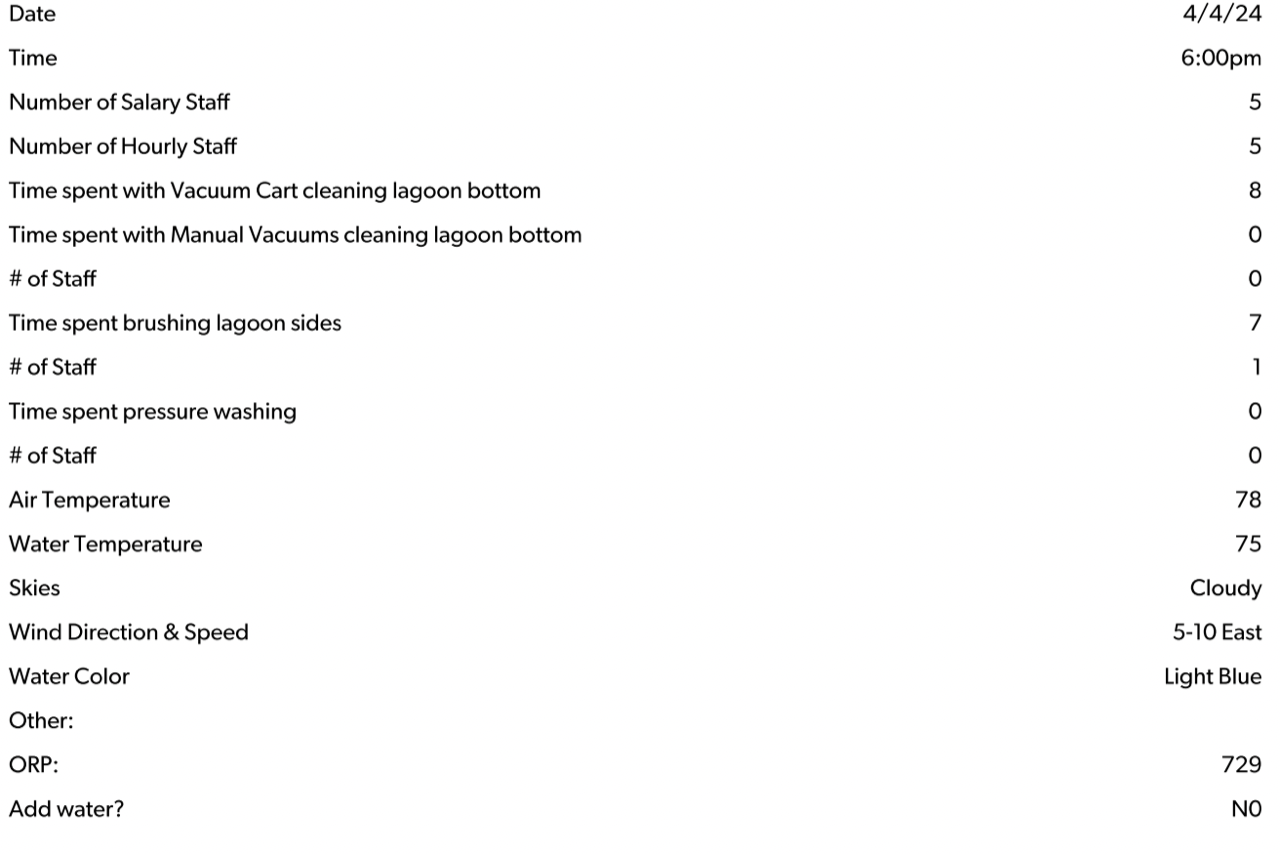 Date 4/4/24
Time 6:00pm
Number of Salary Staff 5
Number of Hourly Staff 5
Time spent with Vacuum Cart cleaning lagoon bottom 8
Time spent with Manual Vacuums cleaning lagoon bottom 0
# of Staff 0
Time spent brushing lagoon sides 7
# of Staff 1
Time spent pressure washing 0
# of Staff 0
Air Temperature 78
Water Temperature 75
Skies Cloudy
Wind Direction & Speed 5-10 East
Water Color Light Blue
Other:
ORP: 729
Add water? N0